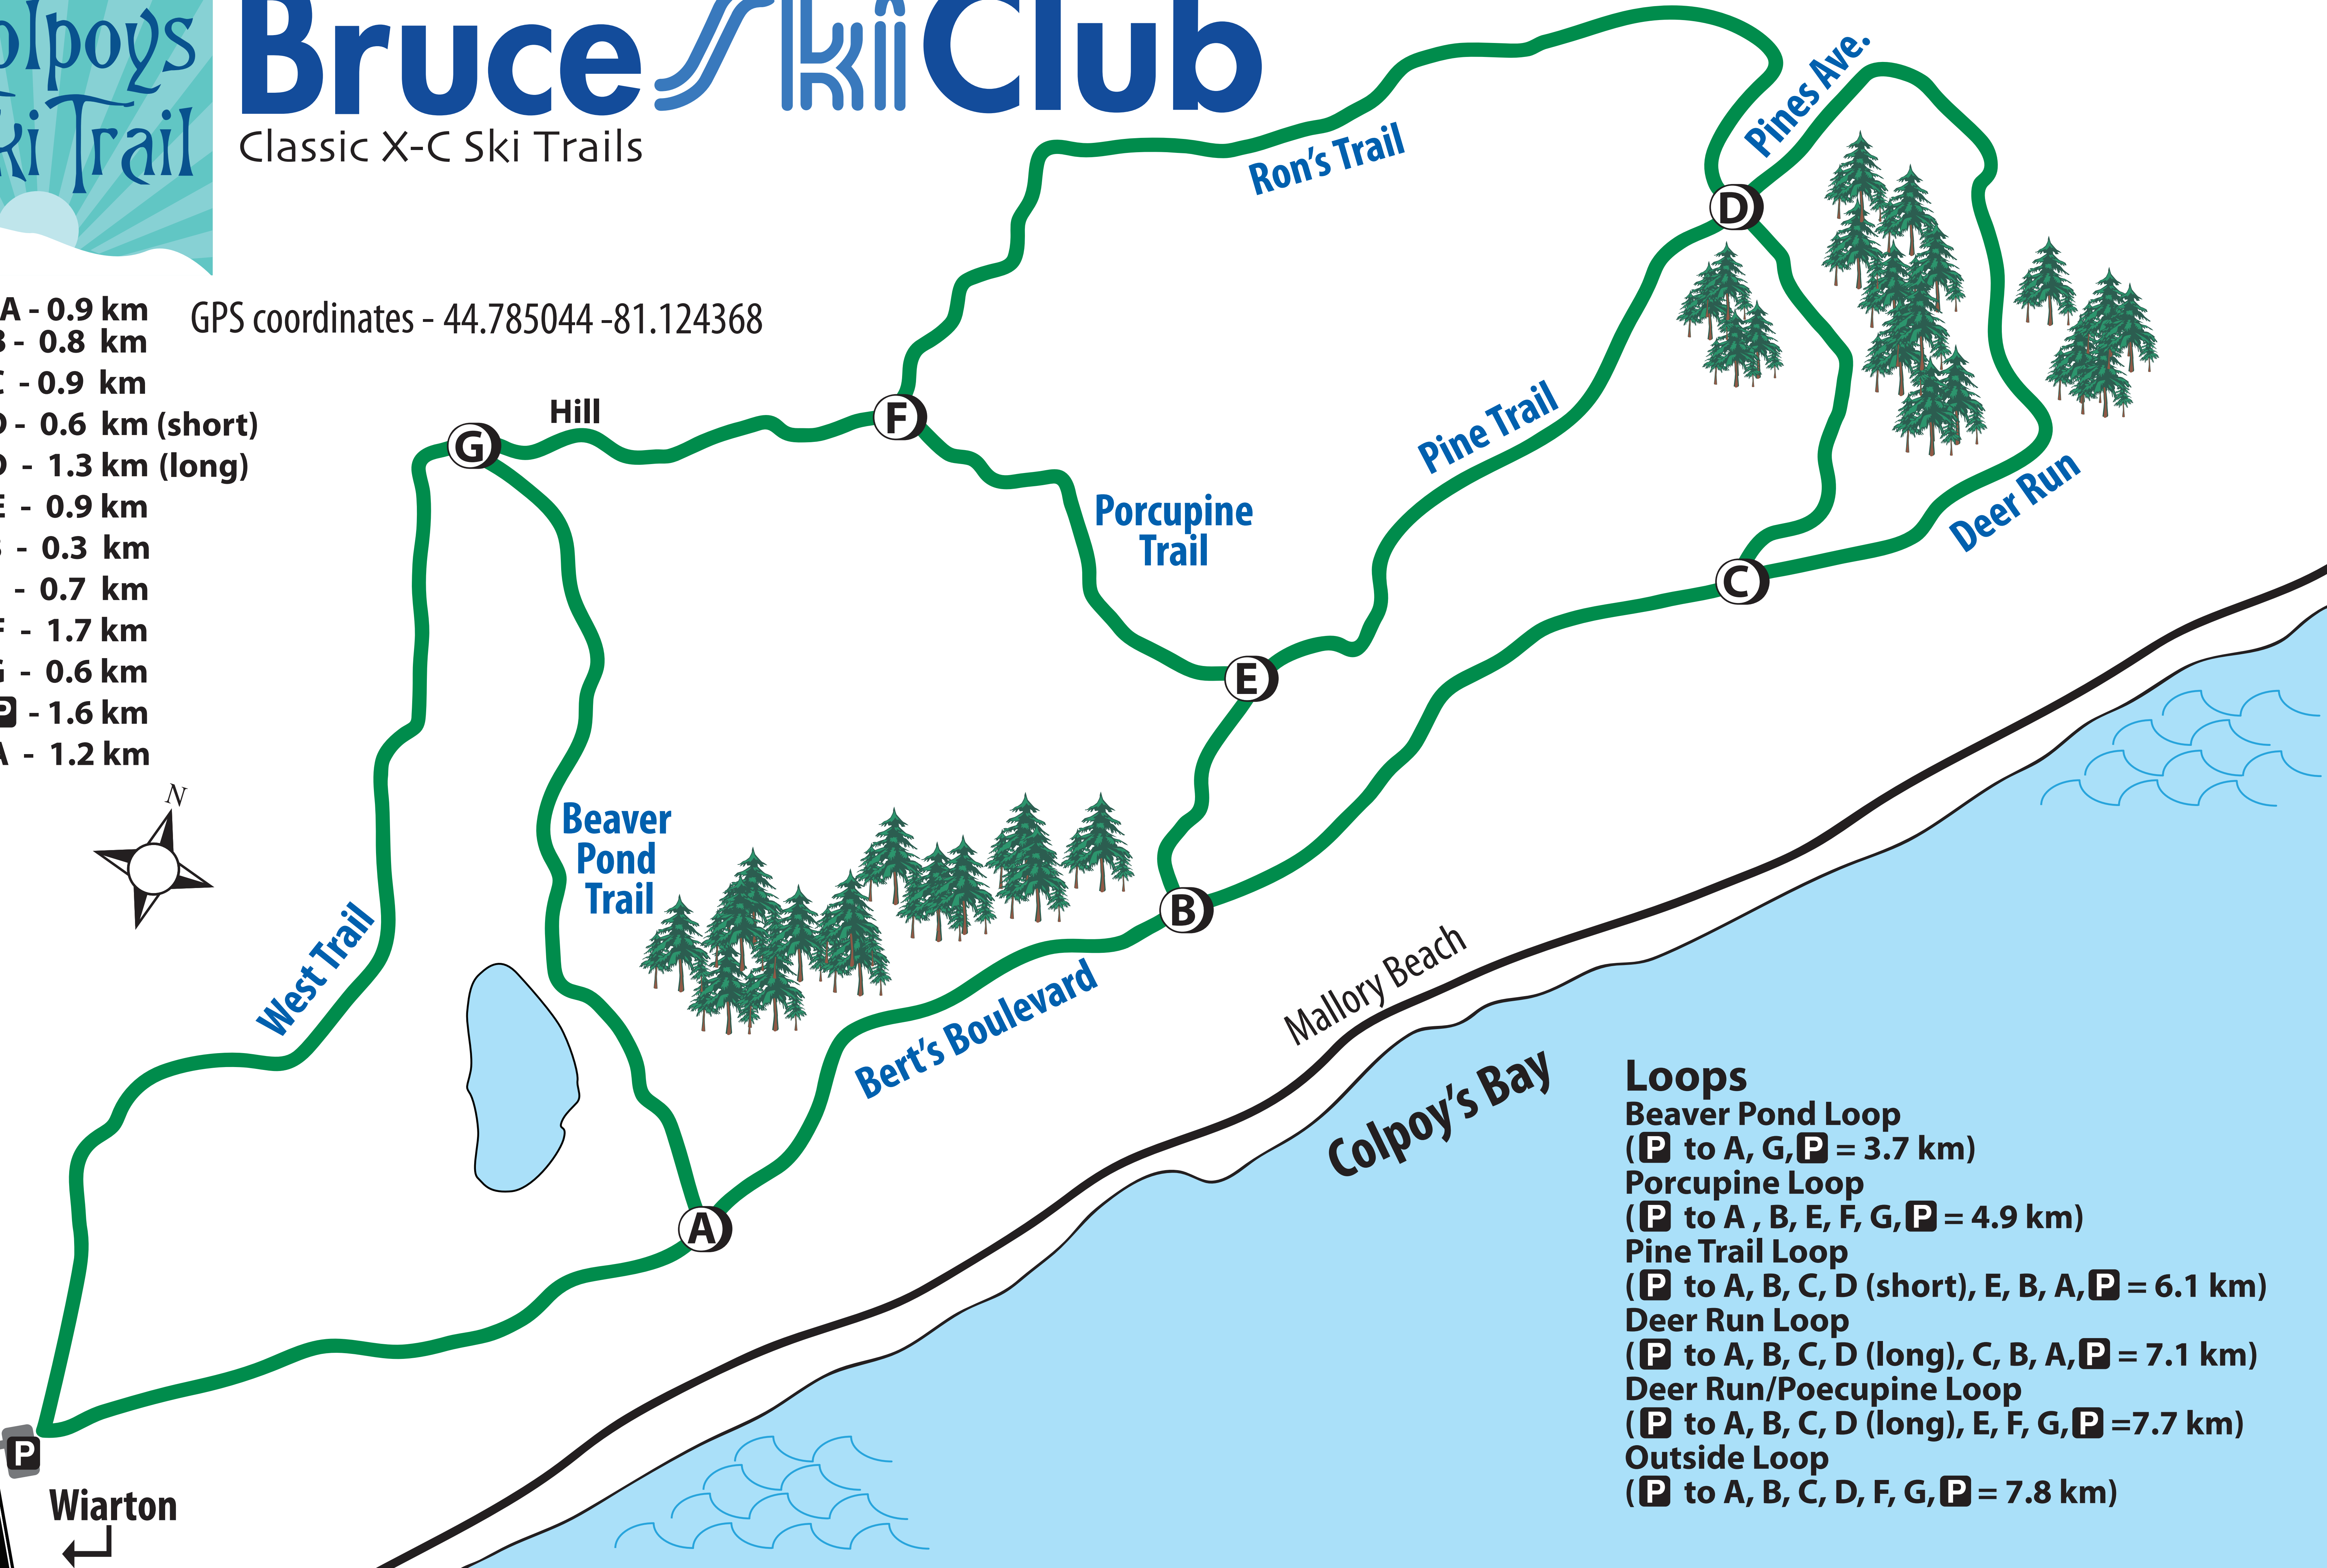 olpoys
ki Trail
Bruce Ski Club
Classic X-C Ski Trails
A - 0.9 km
B - 0.8 km
C - 0.9 km
D - 0.6 km (short)
D - 1.3 km (long)
E - 0.9 km
- 0.3 km
- 0.7 km
F - 1.7 km
G - 0.6 km
P - 1.6 km
A - 1.2 km
GPS coordinates - 44.785044 -81.124368
N
Pines Ave.
Ron's Trail
D
Hill
F
G
Pine Trail
Porcupine
Trail
Deer Run
C
E
Beaver
Pond
Trail
B
West Trail
Bert's Boulevard
Mallory Beach
Colpoy's Bay
A
P
Wiarton
Loops
Beaver Pond Loop
( P to A, G, P = 3.7 km)
Porcupine Loop
( P to A , B, E, F, G, P = 4.9 km)
Pine Trail Loop
( P to A, B, C, D (short), E, B, A, P = 6.1 km)
Deer Run Loop
( P to A, B, C, D (long), C, B, A, P = 7.1 km)
Deer Run/Poecupine Loop
( P to A, B, C, D (long), E, F, G, P =7.7 km)
Outside Loop
( P to A, B, C, D, F, G, P = 7.8 km)